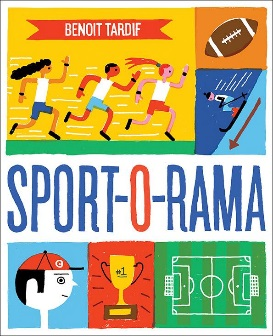 BENOIT TARDIF
SPORT-O-RAMA
C
#1